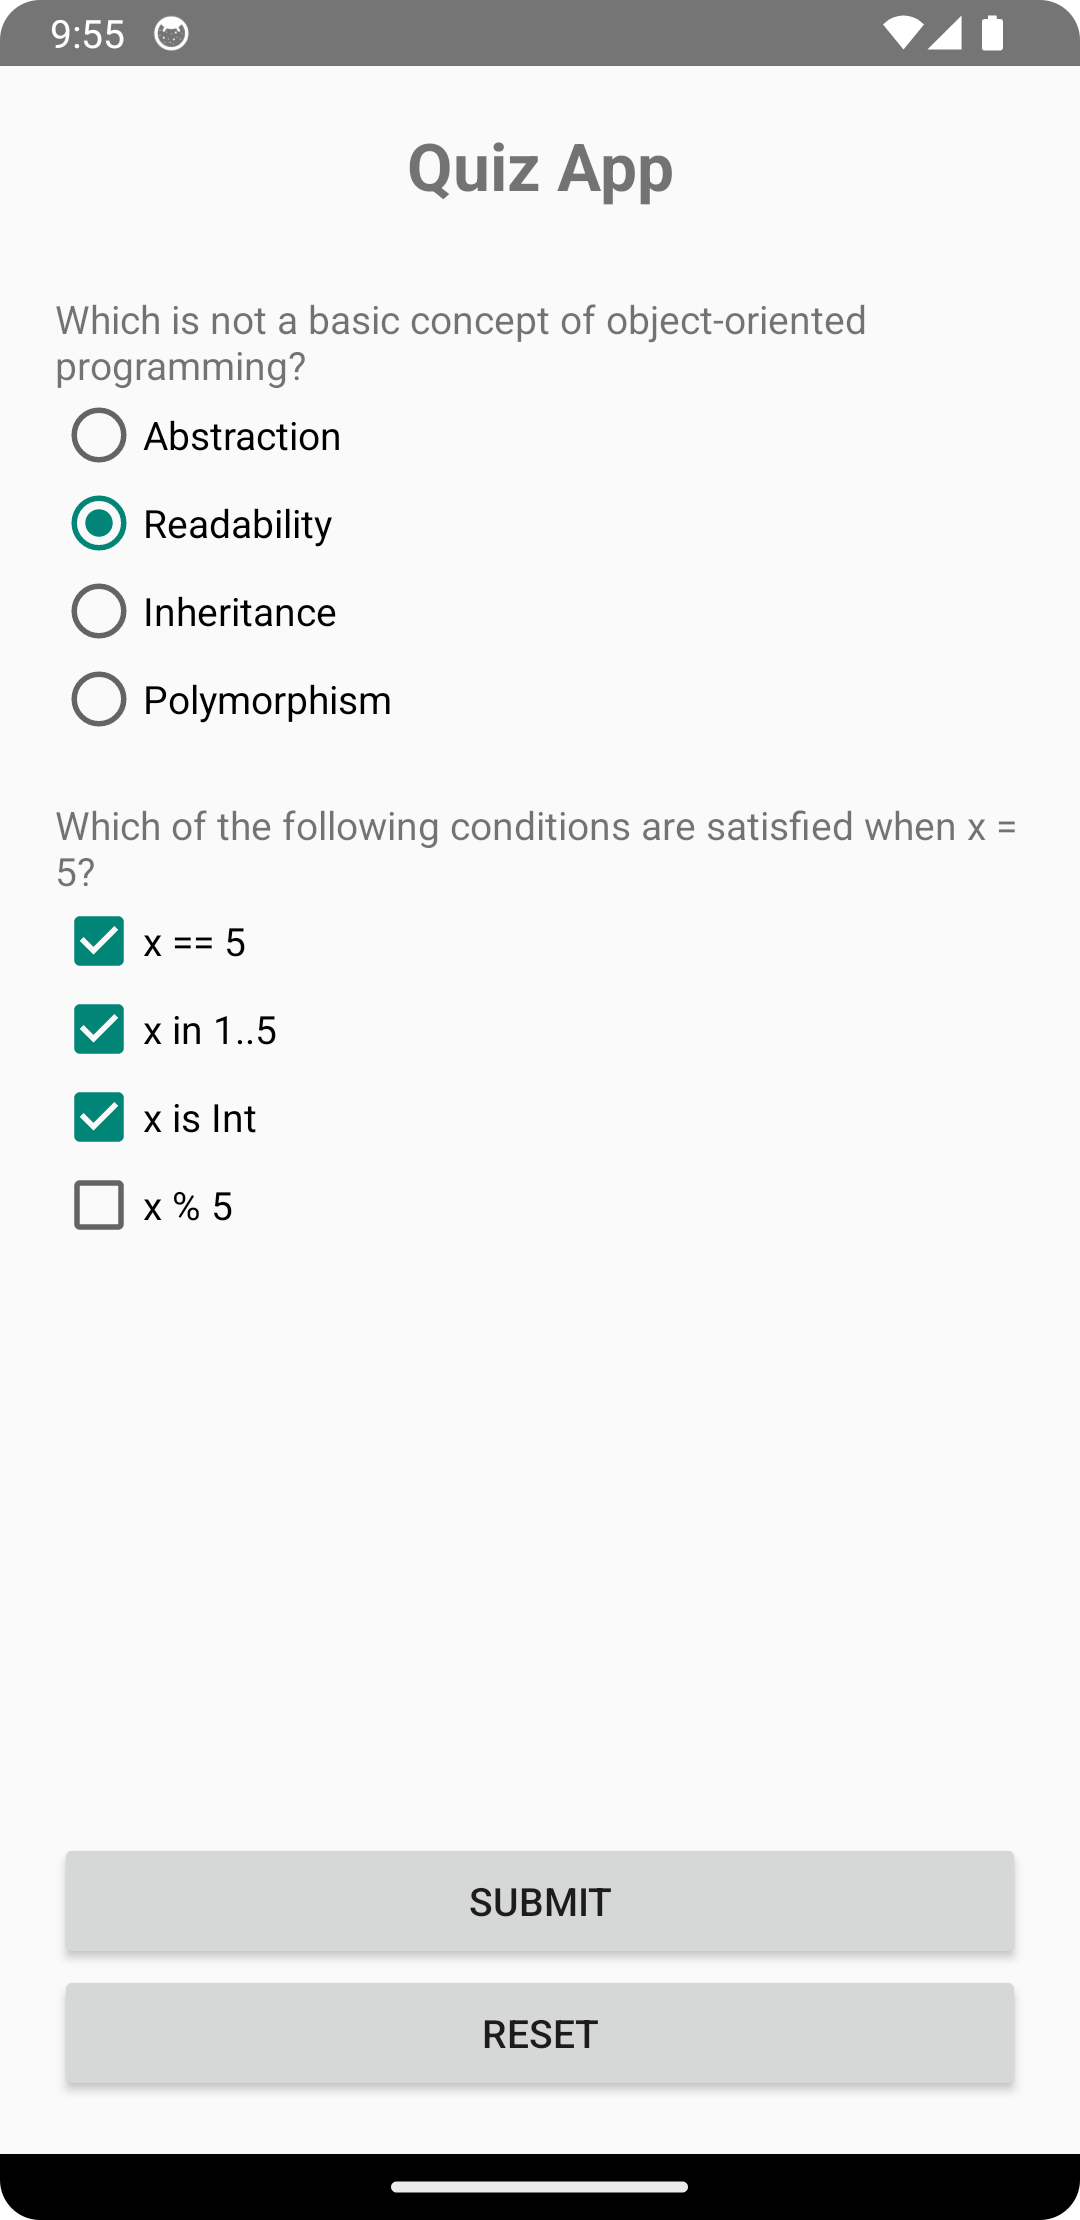 9:55
Quiz App
Which is not a basic concept of object-oriented
programming?
Abstraction
Readability
Inheritance
Polymorphism
Which of the following conditions are satisfied when x =
5?
x == 5
x in 1..5
x is Int
x % 5
SUBMIT
RESET